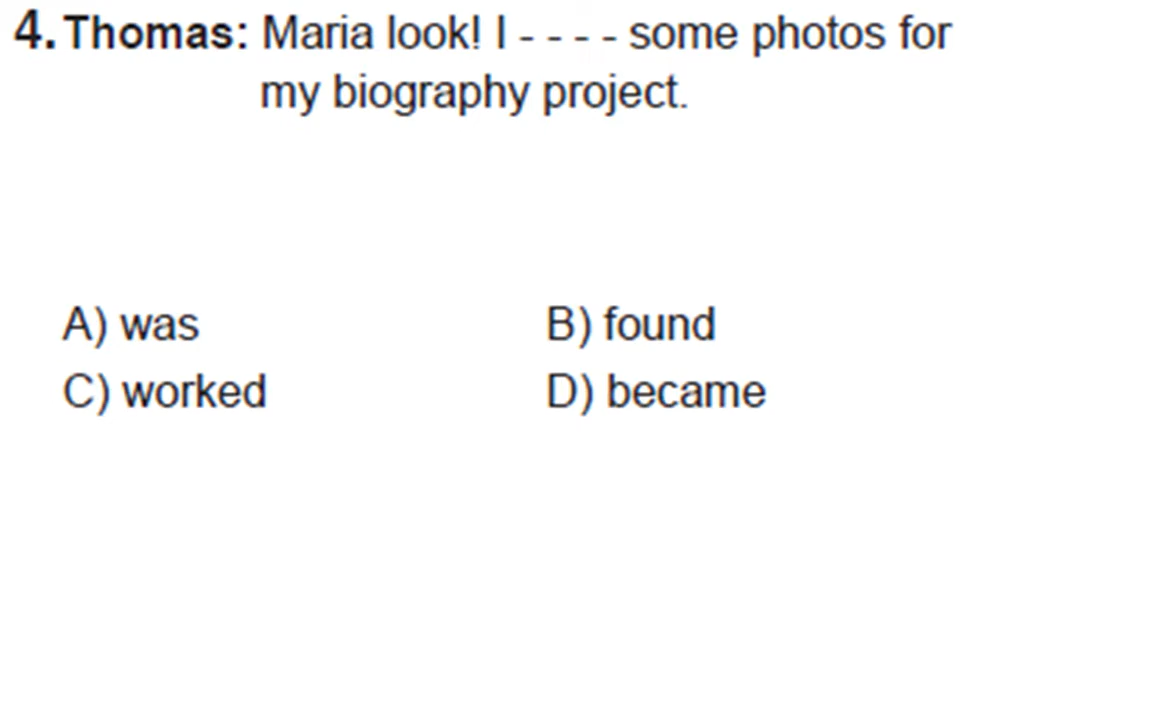 4. Thomas: Maria look! I - - - - some photos for
my biography project.
A) was B) found
C) worked D) became